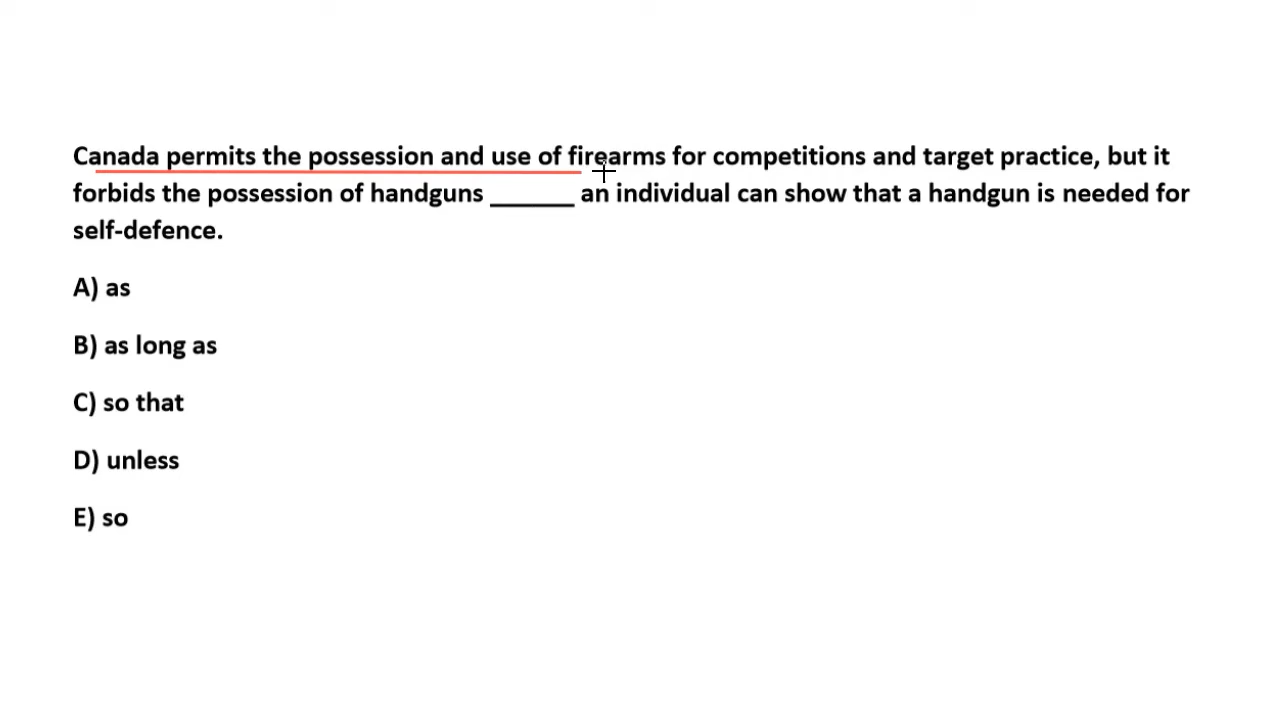 Canada permits the possession and use of firearms for competitions and target practice, but it
forbids the possession of handguns ______ an individual can show that a handgun is needed for
self-defence.
A) as
B) as long as
C) so that
D) unless
E) so